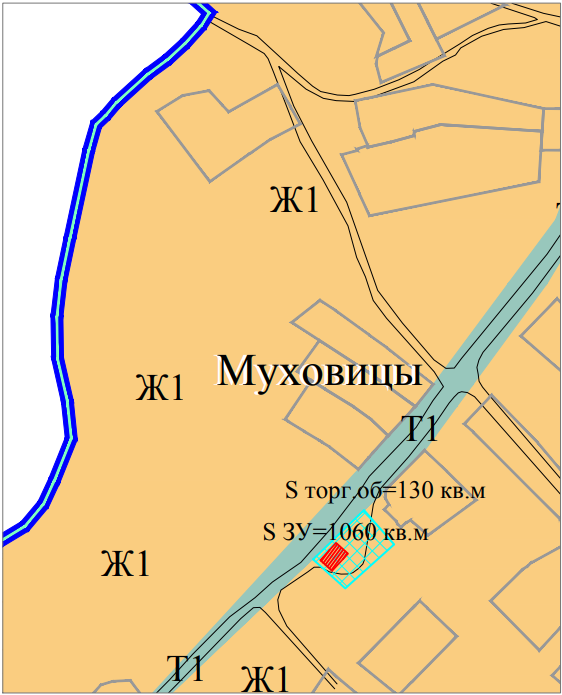 Ж1
Муховицы
Ж1
Т1
S торг.об=130 кв.м
S ЗУ=1060 кв.м
Ж1
Т1
Ж1